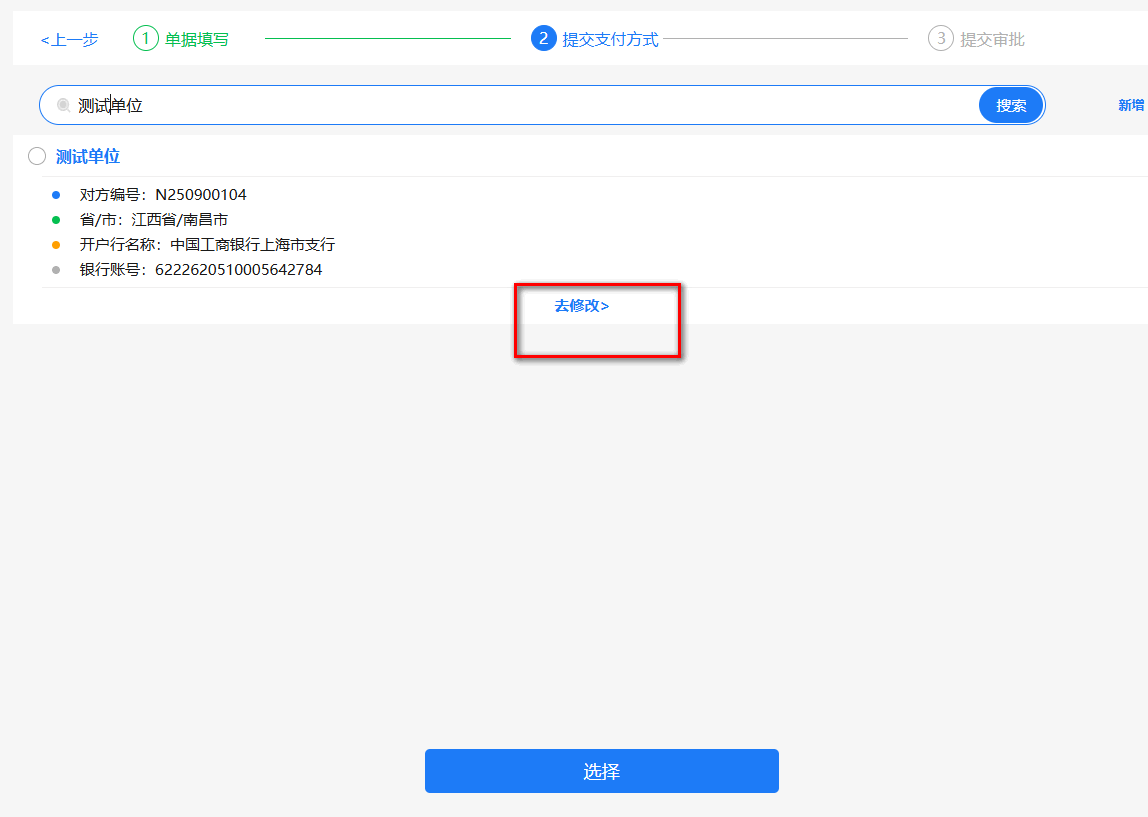 <上一步 1 单据填写 2 提交支付方式 3 提交审批
测试单位 搜索 新增
测试单位
对方编号：N250900104
省/市：江西省/南昌市
开户行名称：中国工商银行上海市支行
银行账号：6222620510005642784
去修改>
选择